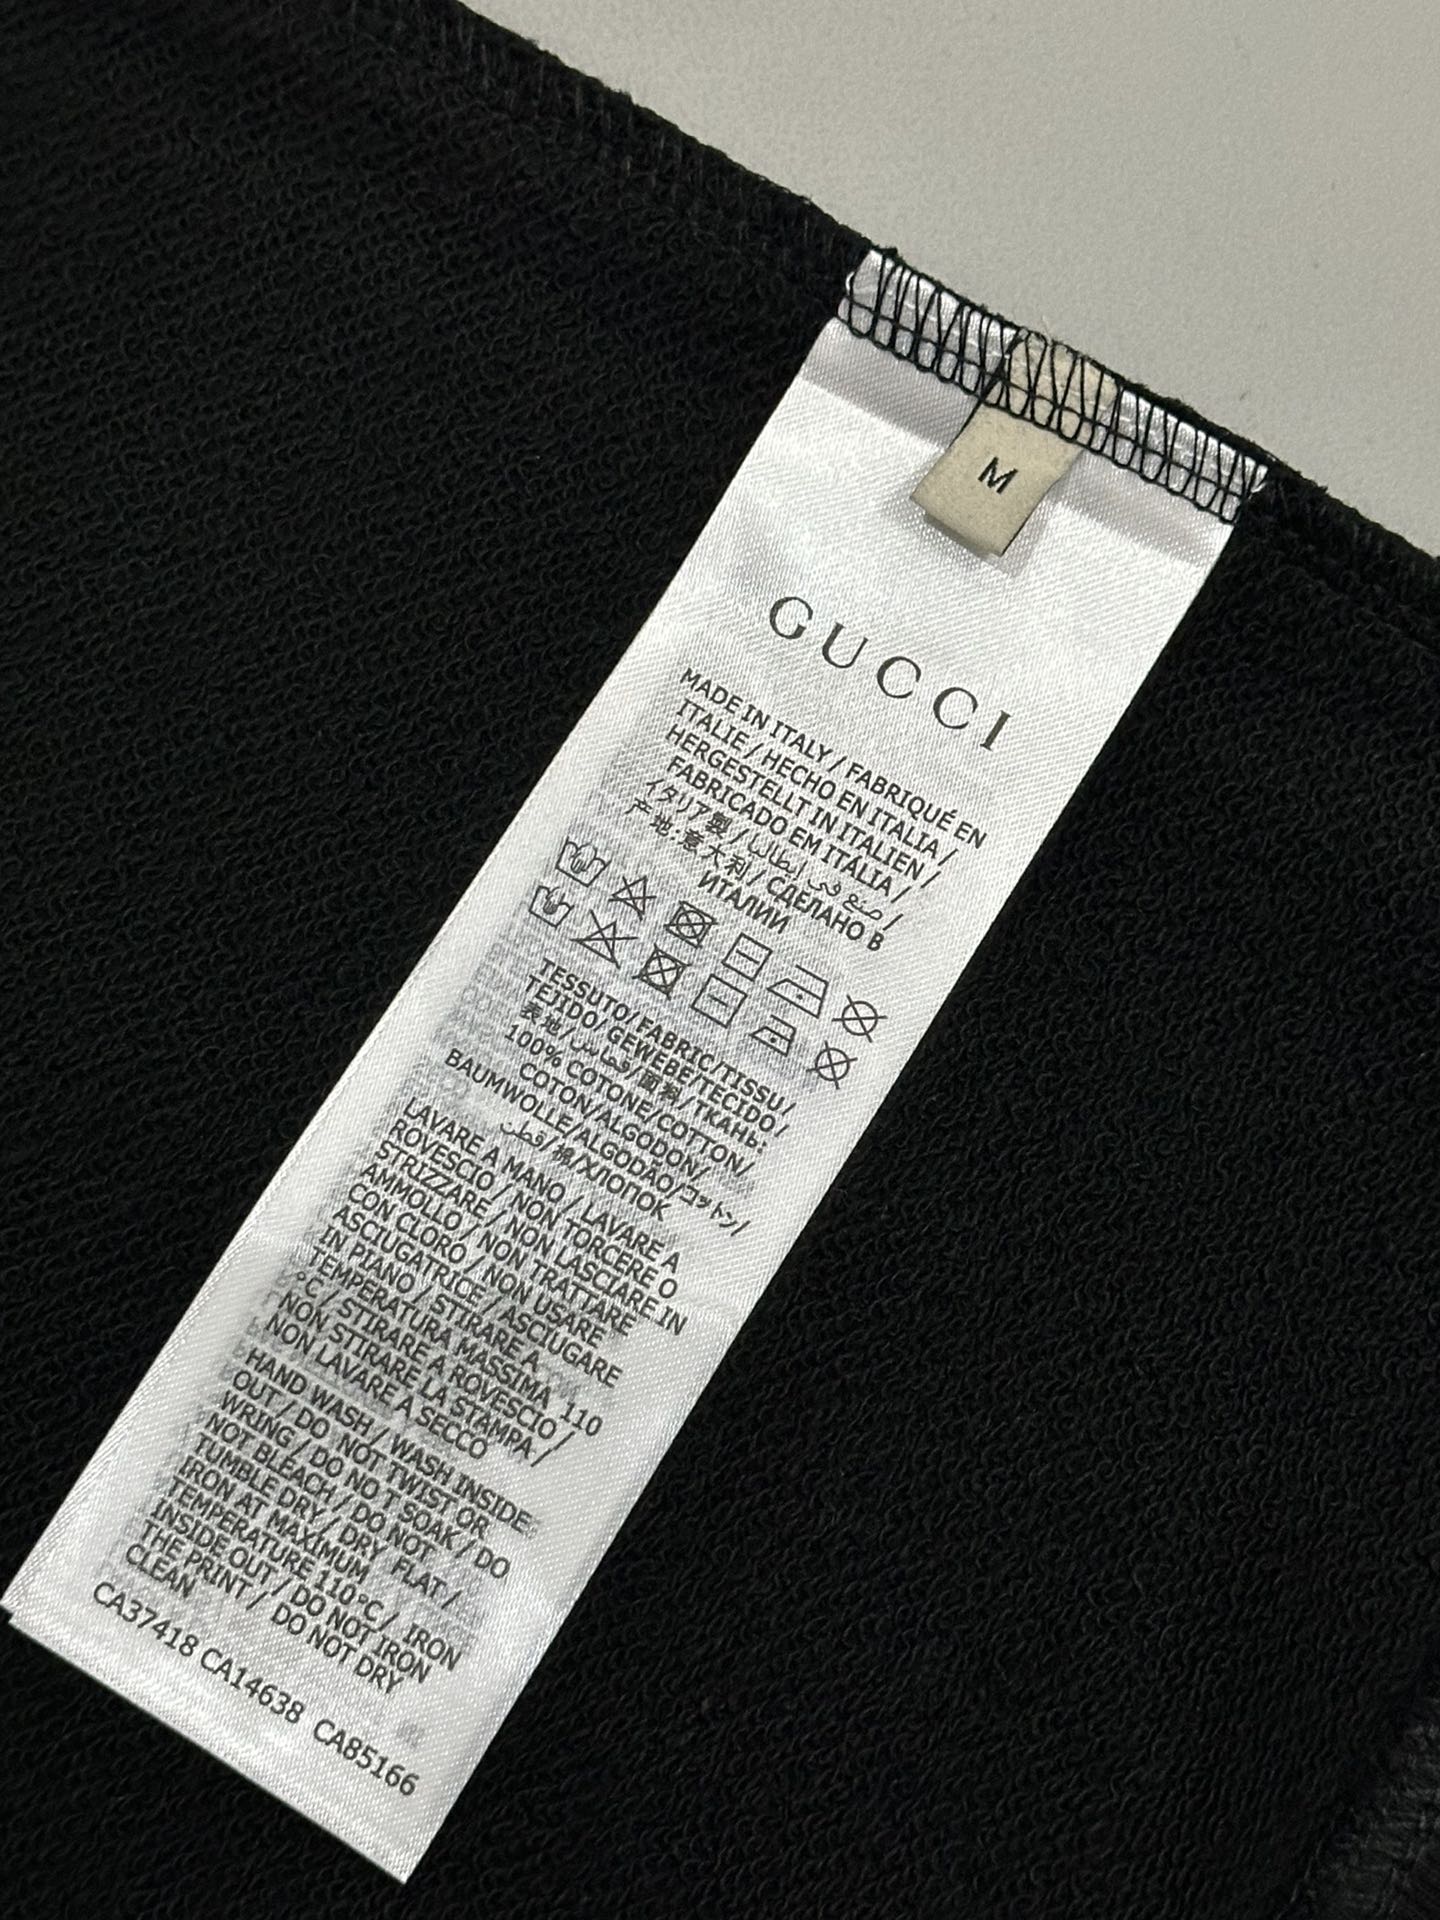 M
GUCCI
MADE IN ITALY / FABRIQUÉ EN
ITALIE / HECHO EN ITALIA /
HERGESTELLT IN ITALIEN /
FABRICADO EM ITÁLIA /
イタリア製 / صنع في إيطاليا /
产地:意大利 / СДЕЛАНО В
ИТАЛИИ
TESSUTO/FABRIC/TISSU/
TEJIDO/GEWEBE/TECIDO/
表地/قماش/面料/ТКАНЬ:
100% COTONE/COTTON/
COTON/ALGODON/
BAUMWOLLE/ALGODÃO/コットン/
قطن/棉/ХЛОПОК
LAVARE A MANO / LAVARE A
ROVESCIO / NON TORCERE O
STRIZZARE / NON LASCIARE IN
AMMOLLO / NON TRATTARE
CON CLORO / NON USARE
ASCIUGATRICE / ASCIUGARE
IN PIANO / STIRARE A
TEMPERATURA MASSIMA 110
°C / STIRARE A ROVESCIO /
NON STIRARE LA STAMPA /
NON LAVARE A SECCO
HAND WASH / WASH INSIDE
OUT / DO NOT TWIST OR
WRING / DO NOT SOAK / DO
NOT BLEACH / DO NOT
TUMBLE DRY / DRY FLAT /
IRON AT MAXIMUM
TEMPERATURE 110°C / IRON
INSIDE OUT / DO NOT IRON
THE PRINT / DO NOT DRY
CLEAN
CA37418 CA14638 CA85166